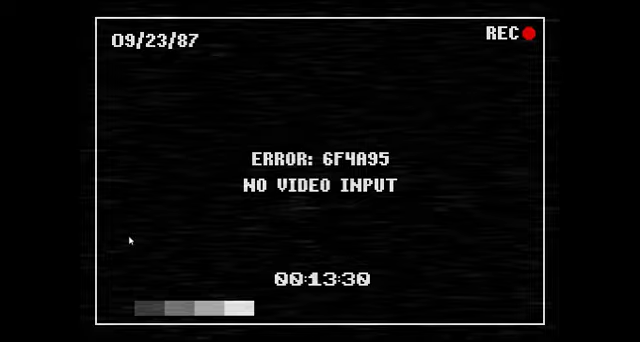 09/23/87
REC
ERROR: 6F4A95
NO VIDEO INPUT
00:13:30